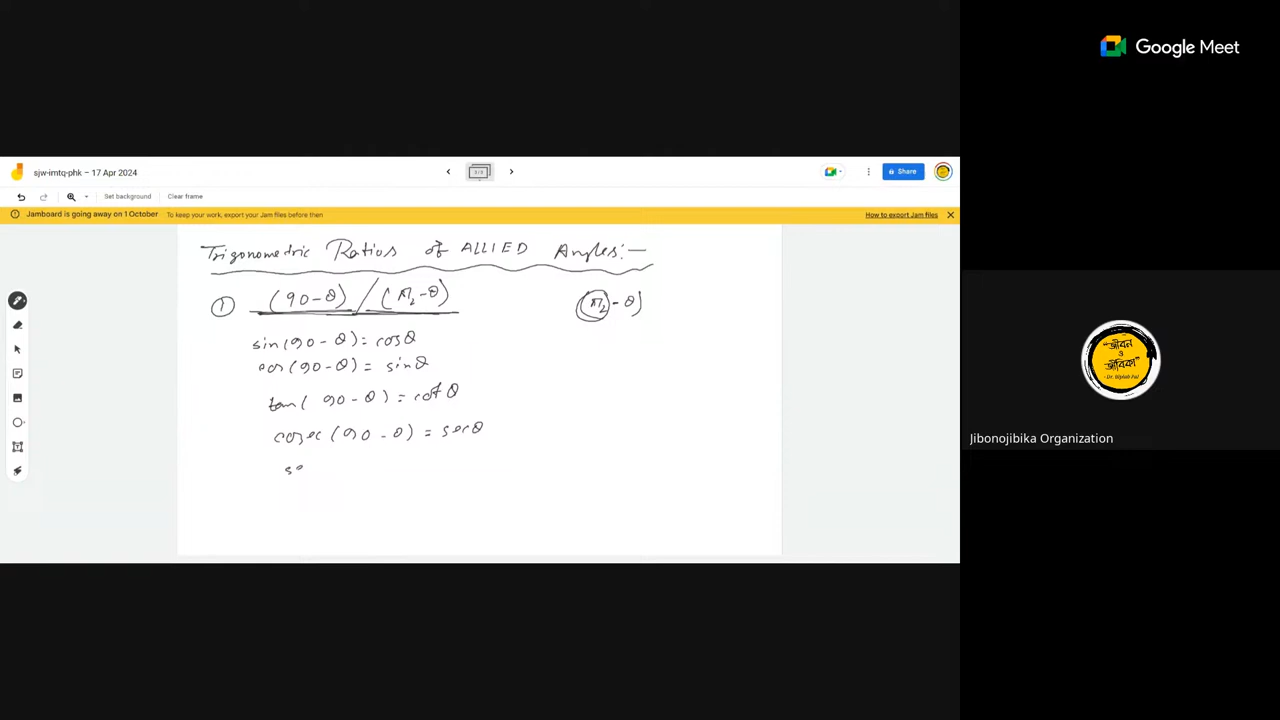 Google Meet
sjw-imtq-phk – 17 Apr 2024
Share
Set background
Clear frame
Jamboard is going away on 1 October
To keep your work, export your Jam files before then
How to export Jam files
Trigonometric Ratios of ALLIED Angles:—
① (90-θ) / (π/2-θ)
(π/2 - θ)
sin(90-θ) = cosθ
cos(90-θ) = sinθ
tan(90-θ) = cotθ
cosec(90-θ) = secθ
se
"জীবন
ও
জীবিকা"
Jibonojibika Organization